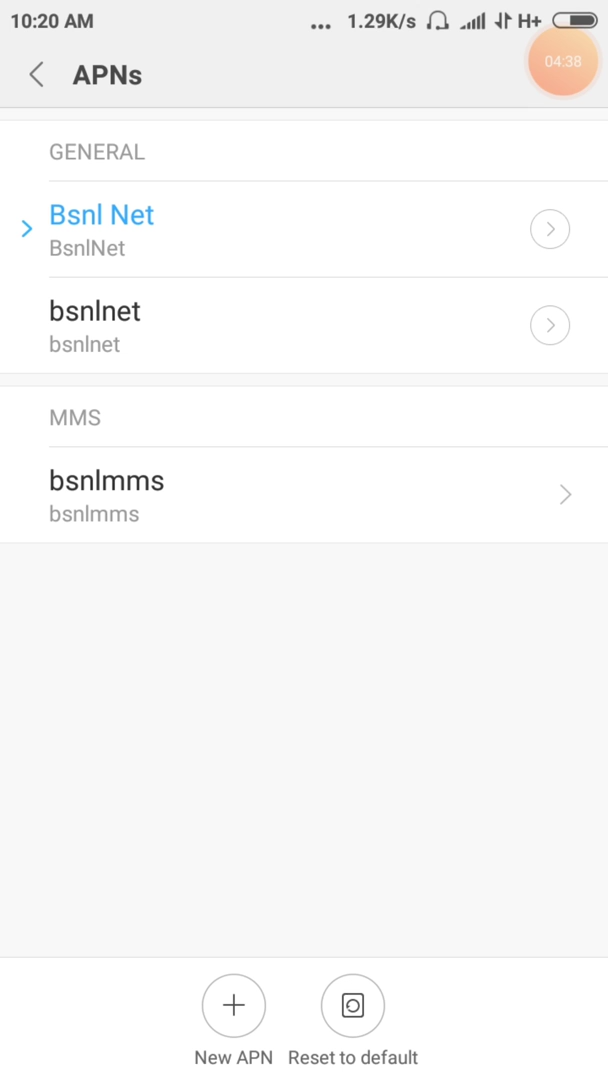 10:20 AM ... 1.29K/s H+
APNs
04:38
GENERAL
Bsnl Net
BsnlNet
bsnlnet
bsnlnet
MMS
bsnlmms
bsnlmms
New APN Reset to default